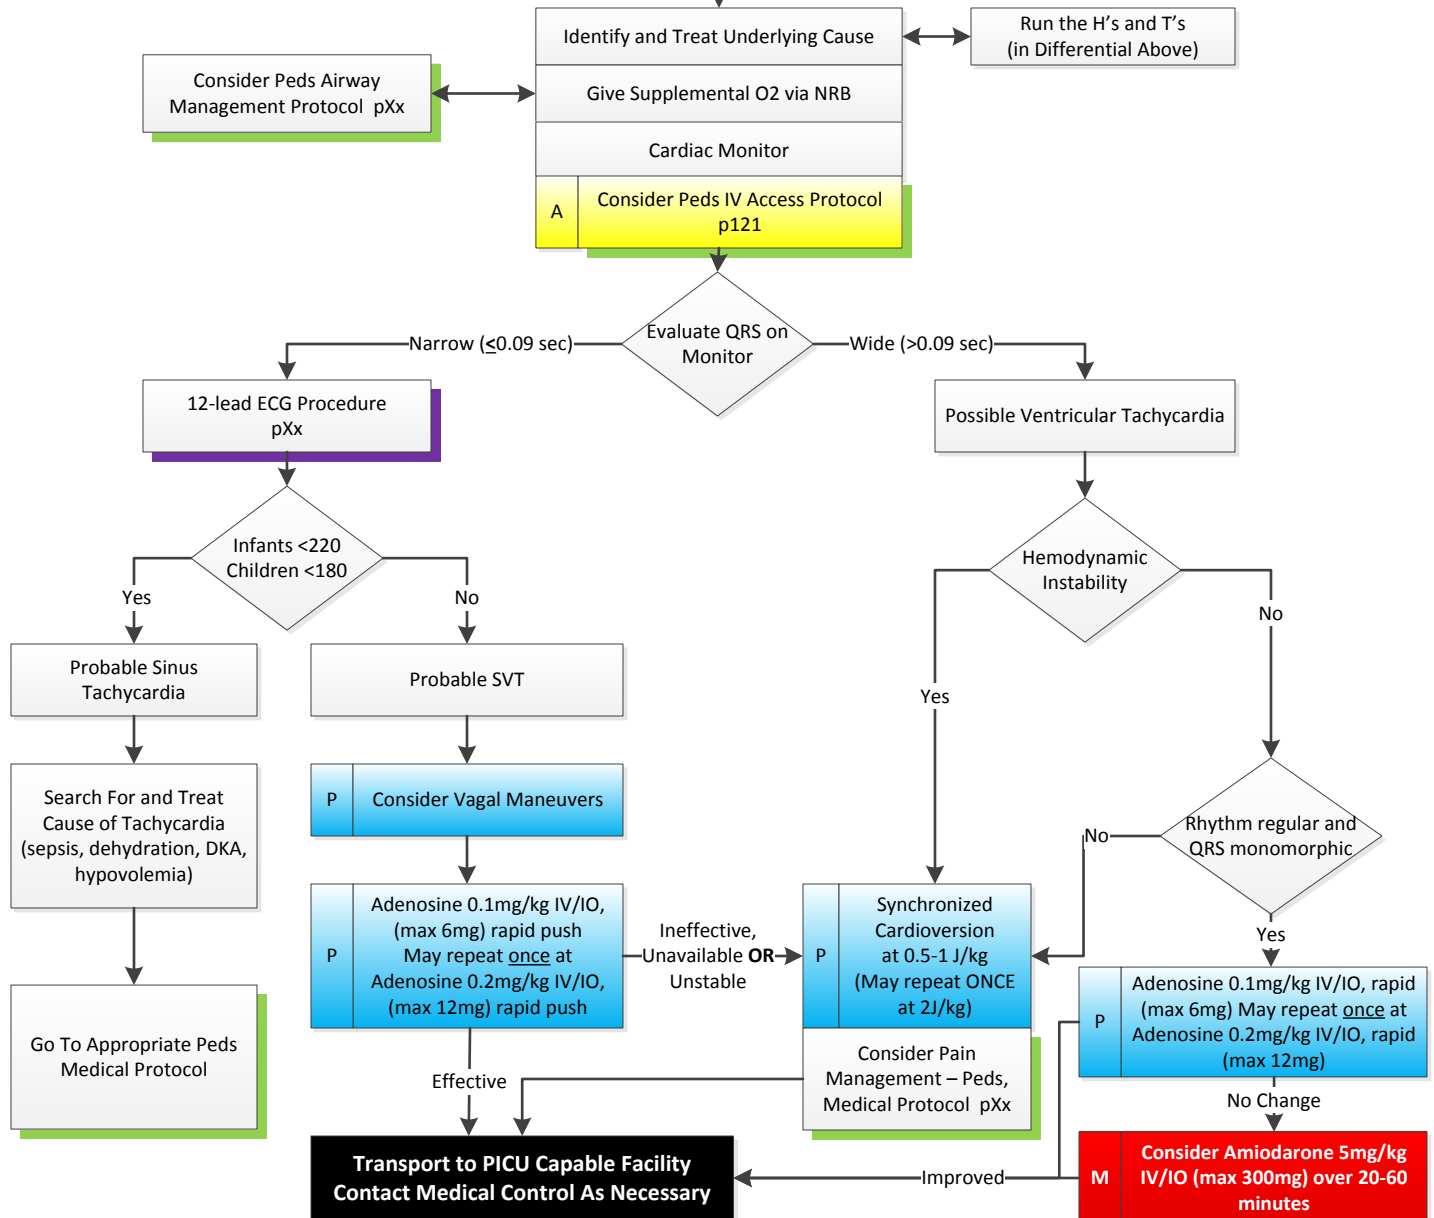 Identify and Treat Underlying Cause
Run the H's and T's
(in Differential Above)
Consider Peds Airway
Management Protocol pXx
Give Supplemental O2 via NRB
Cardiac Monitor
A
Consider Peds IV Access Protocol
p121
Evaluate QRS on
Monitor
Narrow (≤0.09 sec)
Wide (>0.09 sec)
12-lead ECG Procedure
pXx
Possible Ventricular Tachycardia
Infants <220
Children <180
Hemodynamic
Instability
Yes
No
Yes
No
Probable Sinus
Tachycardia
Probable SVT
Search For and Treat
Cause of Tachycardia
(sepsis, dehydration, DKA,
hypovolemia)
P
Consider Vagal Maneuvers
Rhythm regular and
QRS monomorphic
No
Yes
P
Adenosine 0.1mg/kg IV/IO,
(max 6mg) rapid push
May repeat once at
Adenosine 0.2mg/kg IV/IO,
(max 12mg) rapid push
Ineffective,
Unavailable OR
Unstable
P
Synchronized
Cardioversion
at 0.5-1 J/kg
(May repeat ONCE
at 2J/kg)
P
Adenosine 0.1mg/kg IV/IO, rapid
(max 6mg) May repeat once at
Adenosine 0.2mg/kg IV/IO, rapid
(max 12mg)
Go To Appropriate Peds
Medical Protocol
Effective
Consider Pain
Management – Peds,
Medical Protocol pXx
No Change
Transport to PICU Capable Facility
Contact Medical Control As Necessary
Improved
M
Consider Amiodarone 5mg/kg
IV/IO (max 300mg) over 20-60
minutes